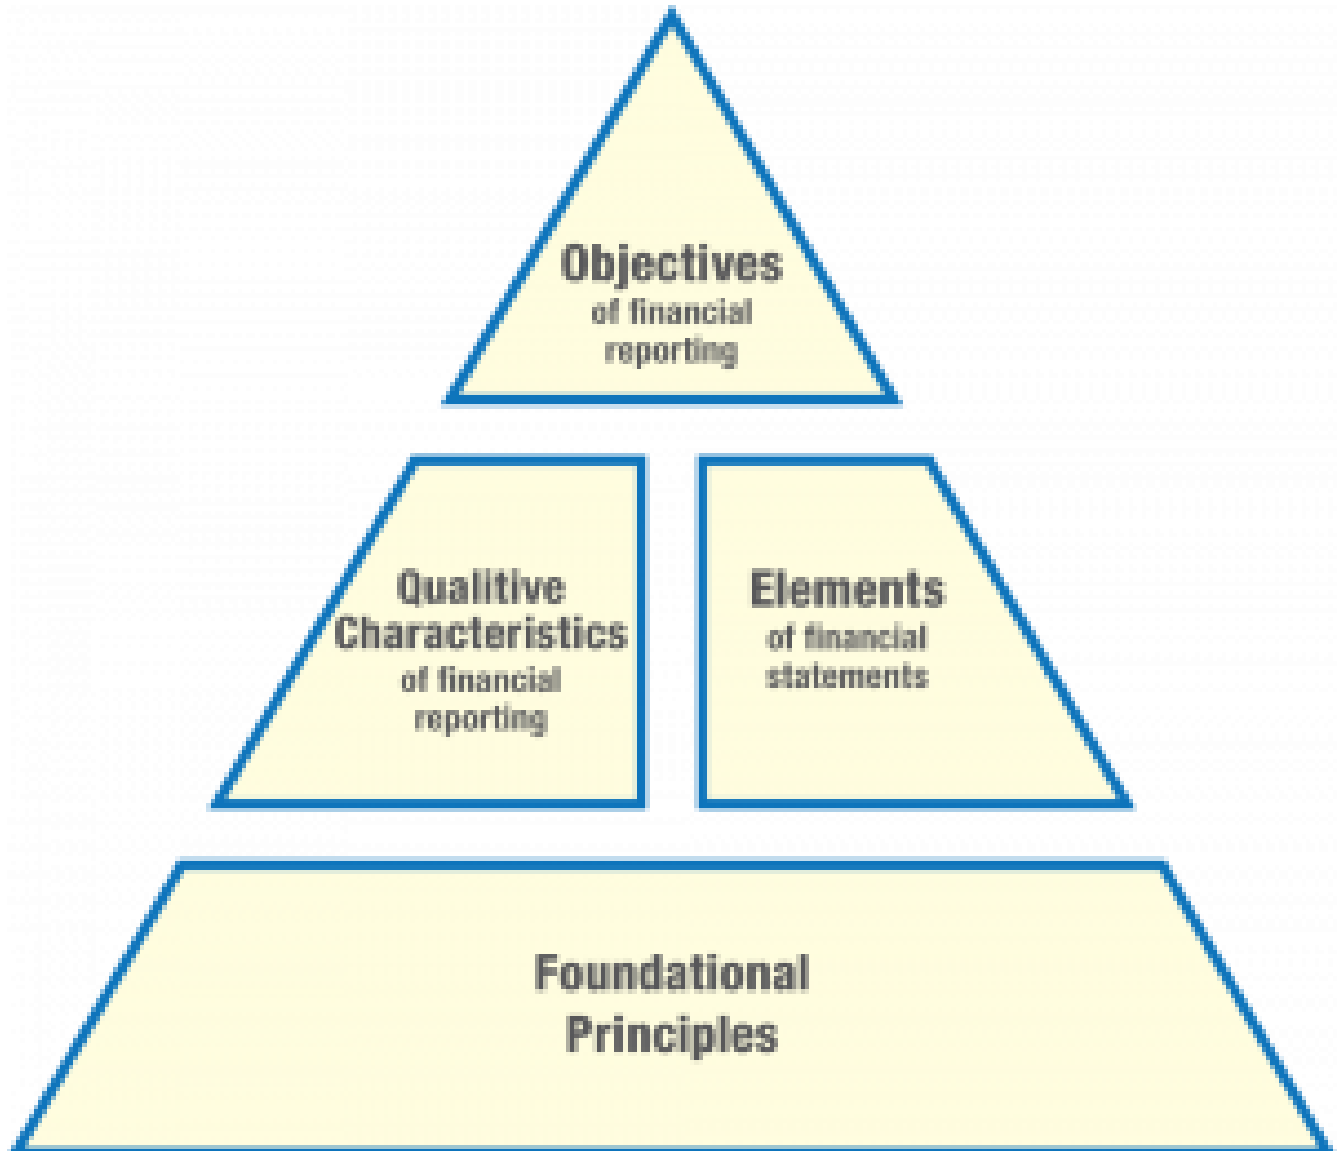 Objectives
of financial
reporting
Qualitive
Characteristics
of financial
reporting
Elements
of financial
statements
Foundational
Principles